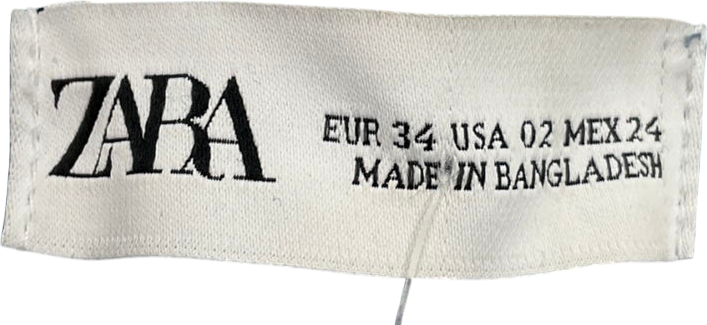 ZARA
EUR 34 USA 02 MEX 24
MADE IN BANGLADESH